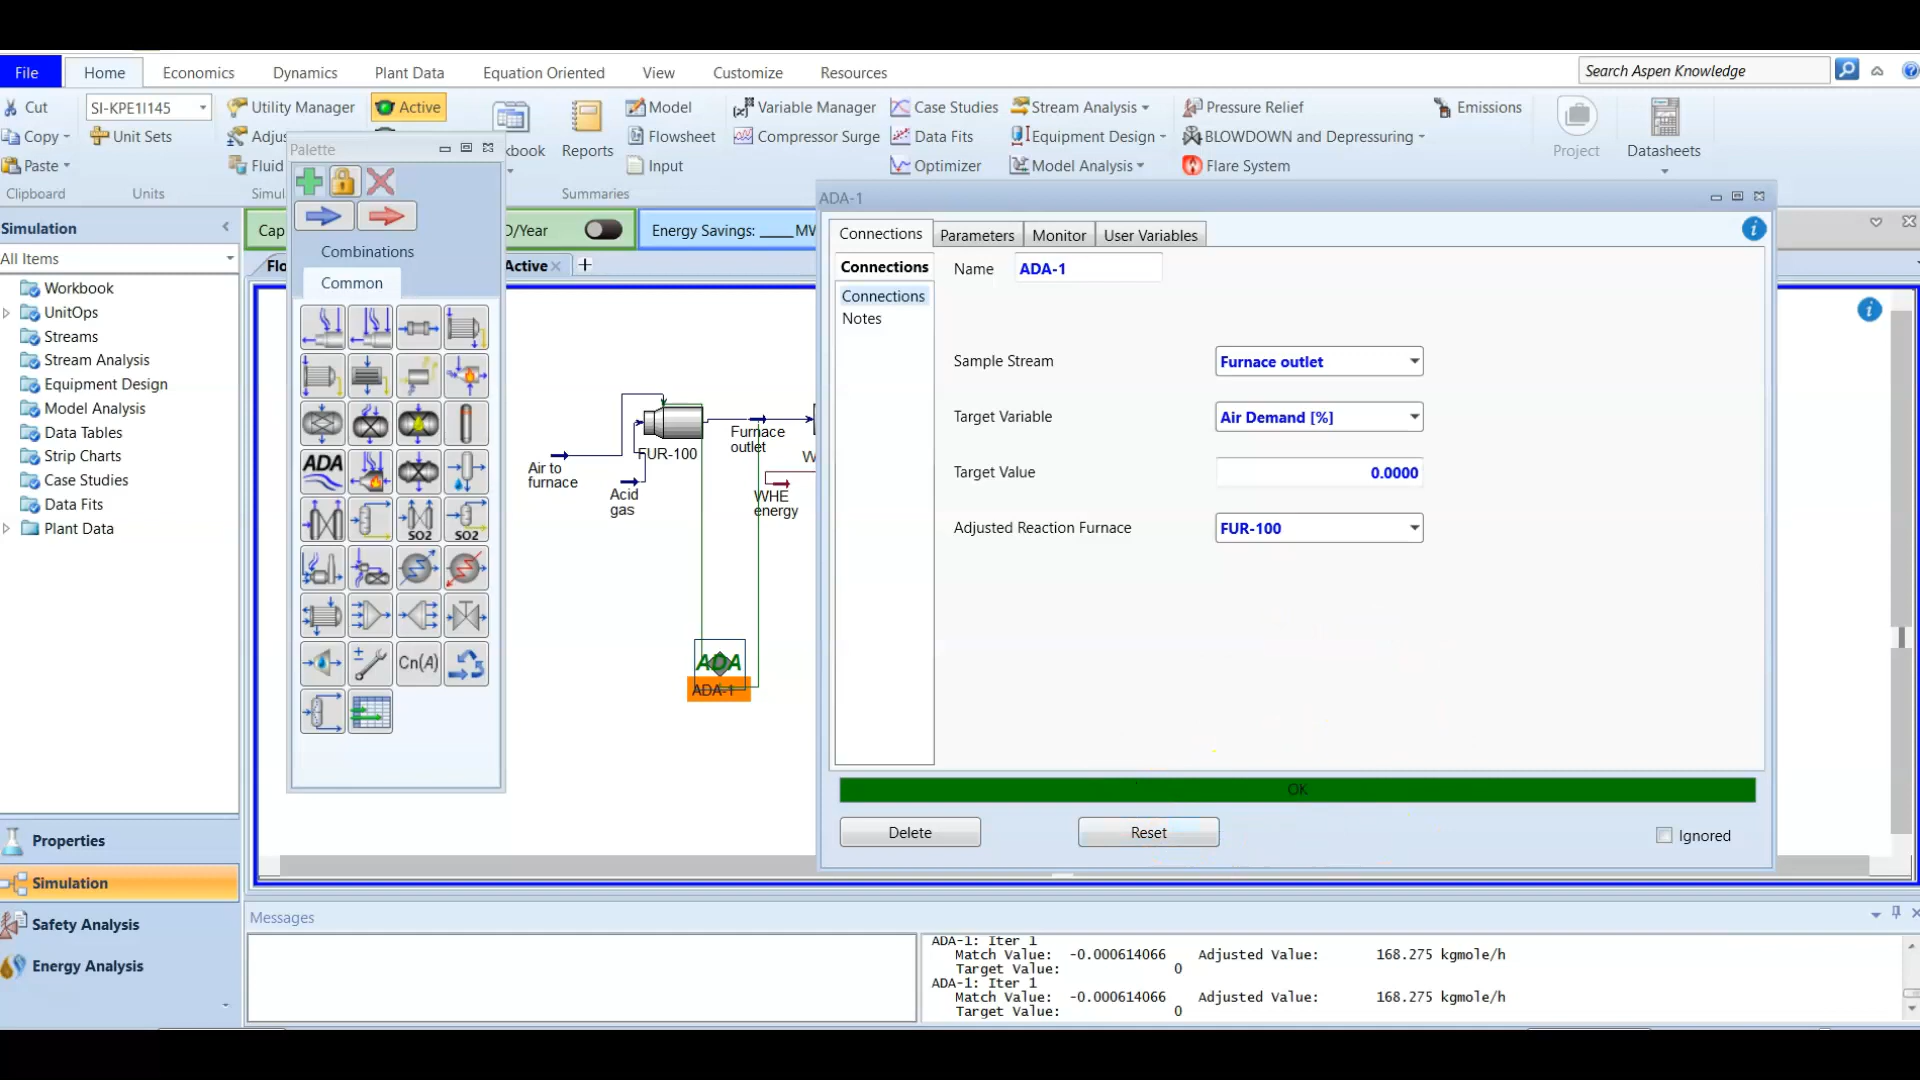 File Home Economics Dynamics Plant Data Equation Oriented View Customize Resources Search Aspen Knowledge
Cut SI-KPE1I145 Utility Manager Active Model Variable Manager Case Studies Stream Analysis Pressure Relief Emissions
Copy Unit Sets Adju Flowsheet Compressor Surge Data Fits Equipment Design BLOWDOWN and Depressuring
Paste Fluid kbook Reports Input Optimizer Model Analysis Flare System Project Datasheets
Clipboard Units Simul Summaries
Palette
ADA-1
Simulation
Cap O/Year Energy Savings: _____ MW
Connections Parameters Monitor User Variables
Combinations
All Items
Flo Active
Common
Connections
Name ADA-1
Connections
Notes
Workbook
UnitOps
Streams
Stream Analysis
Equipment Design
Model Analysis
Data Tables
Strip Charts
Case Studies
Data Fits
Plant Data
ADA
SO2 SO2
Cn(A)
FUR-100
Furnace
outlet
Air to
furnace
Acid
gas
W
WHE
energy
ADA
ADA-1
Sample Stream Furnace outlet
Target Variable Air Demand [%]
Target Value 0.0000
Adjusted Reaction Furnace FUR-100
OK
Delete Reset Ignored
Properties
Simulation
Safety Analysis
Energy Analysis
Messages
ADA-1: Iter 1
Match Value: -0.000614066 Adjusted Value: 168.275 kgmole/h
Target Value: 0
ADA-1: Iter 1
Match Value: -0.000614066 Adjusted Value: 168.275 kgmole/h
Target Value: 0